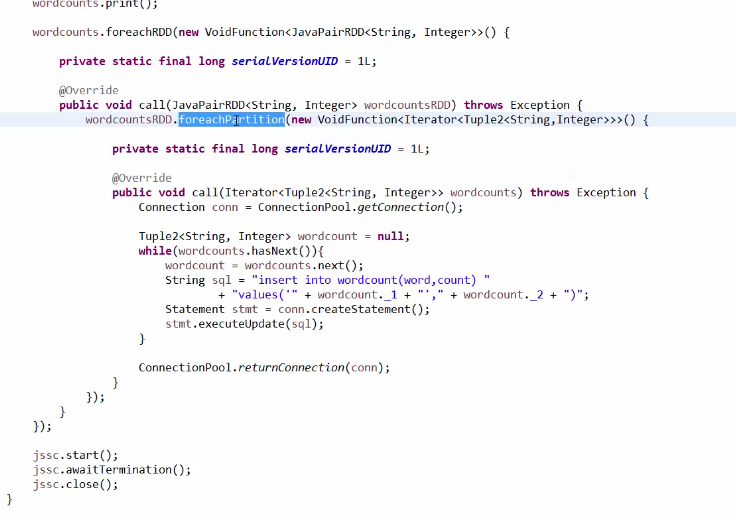 wordcounts.print();
wordcounts.foreachRDD(new VoidFunction<JavaPairRDD<String, Integer>>() {
private static final long serialVersionUID = 1L;
@Override
public void call(JavaPairRDD<String, Integer> wordcountsRDD) throws Exception {
wordcountsRDD.foreachPartition(new VoidFunction<Iterator<Tuple2<String,Integer>>>() {
private static final long serialVersionUID = 1L;
@Override
public void call(Iterator<Tuple2<String, Integer>> wordcounts) throws Exception {
Connection conn = ConnectionPool.getConnection();
Tuple2<String, Integer> wordcount = null;
while(wordcounts.hasNext()){
wordcount = wordcounts.next();
String sql = "insert into wordcount(word,count) "
+ "values('" + wordcount._1 + "'," + wordcount._2 + ")";
Statement stmt = conn.createStatement();
stmt.executeUpdate(sql);
}
ConnectionPool.returnConnection(conn);
}
});
}
});
jssc.start();
jssc.awaitTermination();
jssc.close();
}